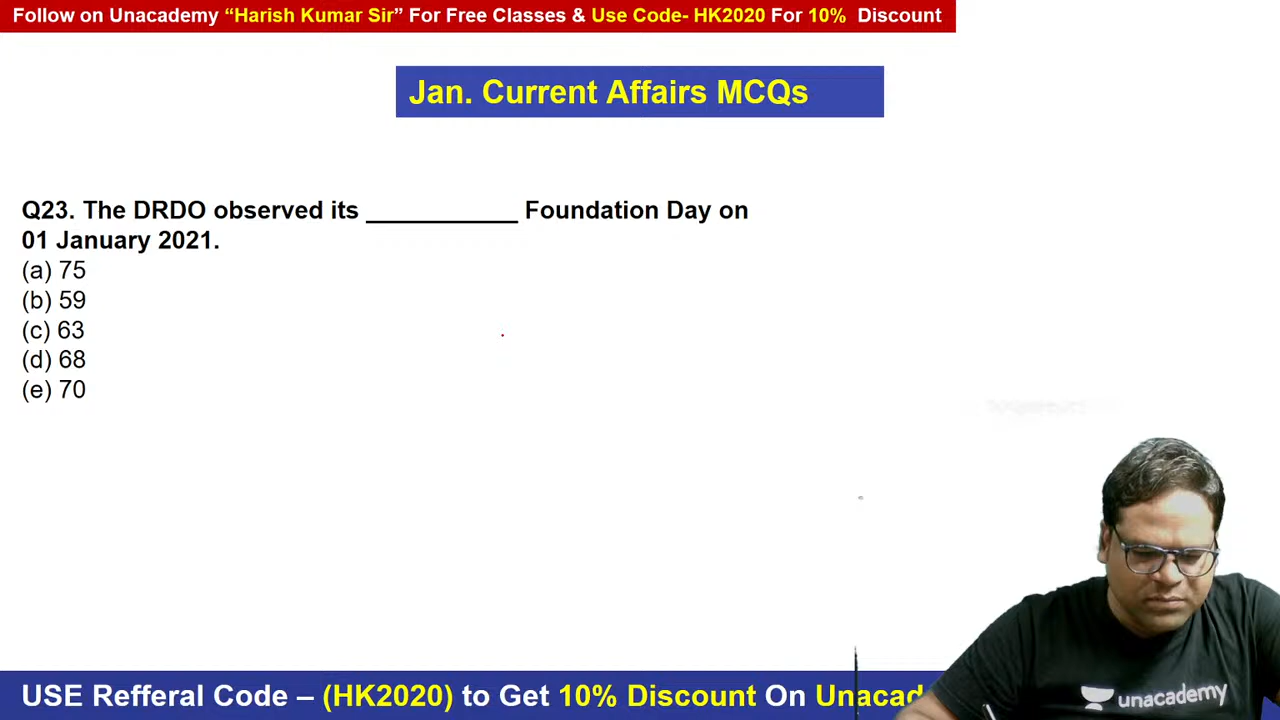 Follow on Unacademy “Harish Kumar Sir” For Free Classes & Use Code- HK2020 For 10% Discount
Jan. Current Affairs MCQs
Q23. The DRDO observed its ___________ Foundation Day on
01 January 2021.
(a) 75
(b) 59
(c) 63
(d) 68
(e) 70
unacademy
USE Refferal Code – (HK2020) to Get 10% Discount On